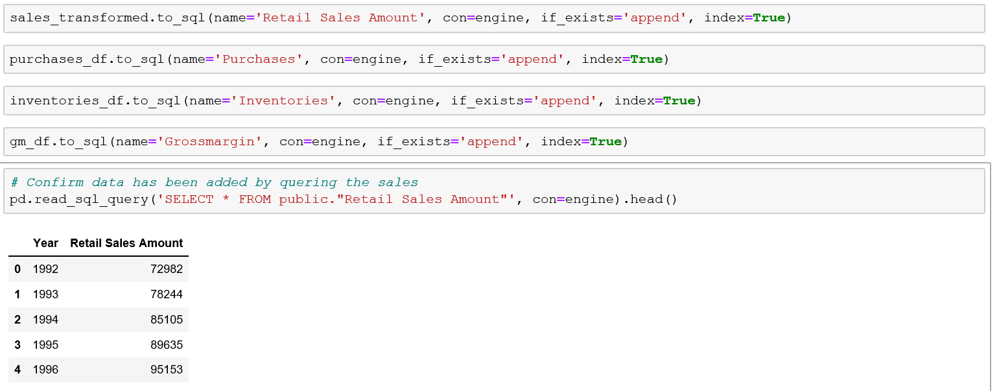 sales_transformed.to_sql(name='Retail Sales Amount', con=engine, if_exists='append', index=True)
purchases_df.to_sql(name='Purchases', con=engine, if_exists='append', index=True)
inventories_df.to_sql(name='Inventories', con=engine, if_exists='append', index=True)
gm_df.to_sql(name='Grossmargin', con=engine, if_exists='append', index=True)
# Confirm data has been added by quering the sales
pd.read_sql_query('SELECT * FROM public."Retail Sales Amount"', con=engine).head()
Year Retail Sales Amount
0 1992 72982
1 1993 78244
2 1994 85105
3 1995 89635
4 1996 95153